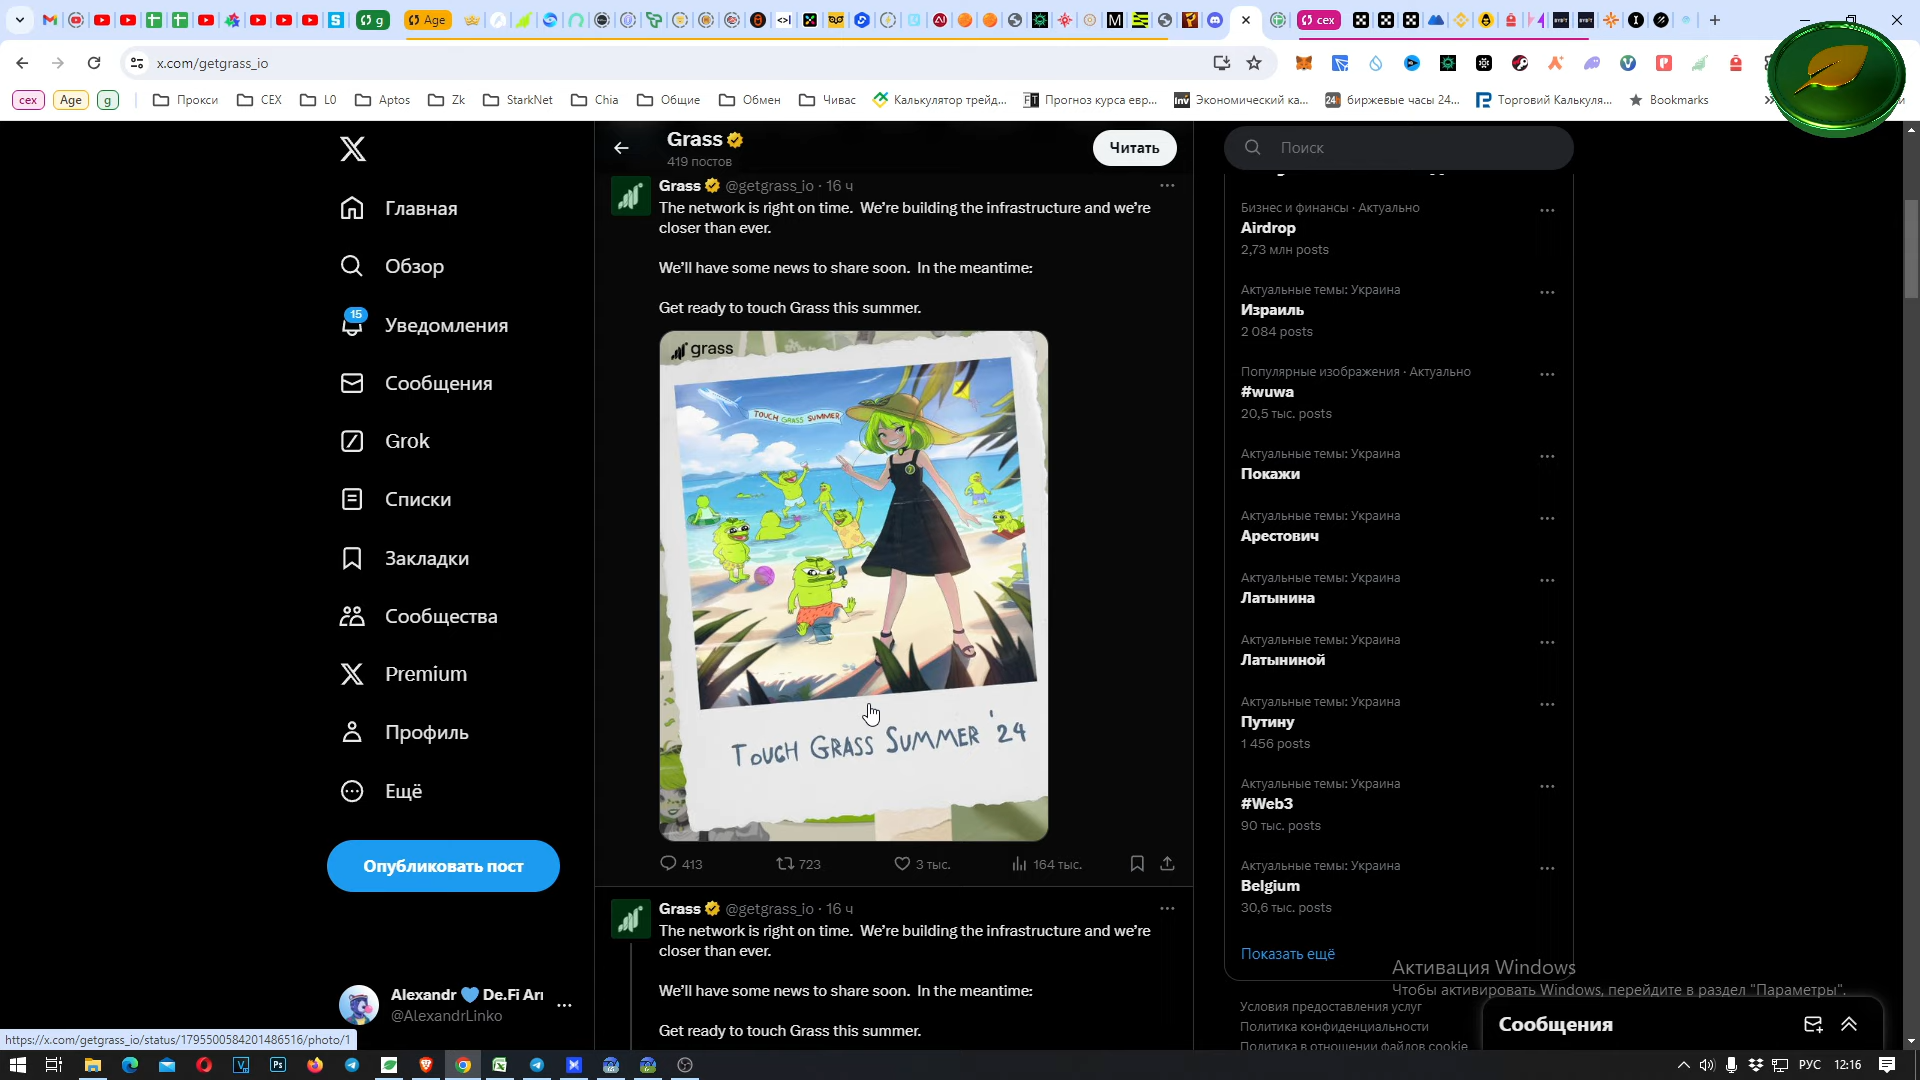 g
Age
cex
x.com/getgrass_io
cex
Age
g
Прокси
CEX
L0
Aptos
Zk
StarkNet
Chia
Общие
Обмен
Чивас
Калькулятор трейд...
Прогноз курса евр...
Экономический ка...
биржевые часы 24...
Торговий Калькуля...
Bookmarks
Главная
Обзор
15
Уведомления
Сообщения
Grok
Списки
Закладки
Сообщества
Premium
Профиль
Ещё
Опубликовать пост
@AlexandrLinko
Grass
419 постов
Читать
Grass @getgrass_io · 16 ч
The network is right on time. We’re building the infrastructure and we’re
closer than ever.
We’ll have some news to share soon. In the meantime:
Get ready to touch Grass this summer.
grass
TOUCH GRASS SUMMER
TOUCH GRASS SUMMER '24
413
723
3 тыс.
164 тыс.
Grass @getgrass_io · 16 ч
The network is right on time. We’re building the infrastructure and we’re
closer than ever.
We’ll have some news to share soon. In the meantime:
Get ready to touch Grass this summer.
Поиск
Бизнес и финансы · Актуально
Airdrop
2,73 млн posts
Актуальные темы: Украина
Израиль
2 084 posts
Популярные изображения · Актуально
#wuwa
20,5 тыс. posts
Актуальные темы: Украина
Покажи
Актуальные темы: Украина
Арестович
Актуальные темы: Украина
Латынина
Актуальные темы: Украина
Латыниной
Актуальные темы: Украина
Путину
1 456 posts
Актуальные темы: Украина
#Web3
90 тыс. posts
Актуальные темы: Украина
Belgium
30,6 тыс. posts
Показать ещё
Активация Windows
Чтобы активировать Windows, перейдите в раздел "Параметры".
Условия предоставления услуг
Политика конфиденциальности
Политика в отношении файлов cookie
Сообщения
https://x.com/getgrass_io/status/1795500584201486516/photo/1
РУС
12:16